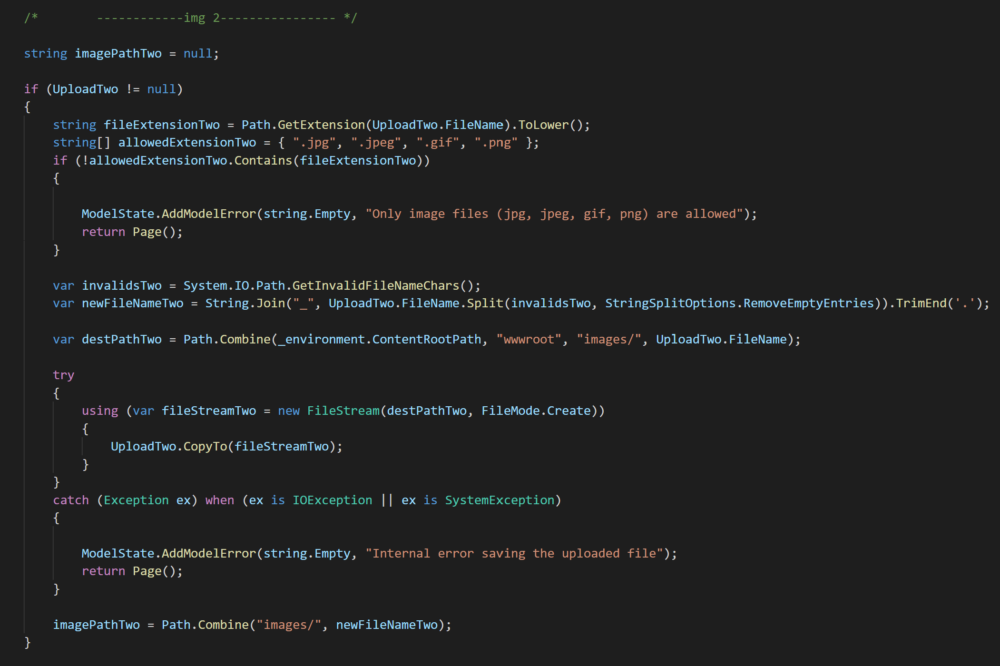 /*        ------------img 2---------------- */
string imagePathTwo = null;
if (UploadTwo != null)
{
    string fileExtensionTwo = Path.GetExtension(UploadTwo.FileName).ToLower();
    string[] allowedExtensionTwo = { ".jpg", ".jpeg", ".gif", ".png" };
    if (!allowedExtensionTwo.Contains(fileExtensionTwo))
    {
        ModelState.AddModelError(string.Empty, "Only image files (jpg, jpeg, gif, png) are allowed");
        return Page();
    }
    var invalidsTwo = System.IO.Path.GetInvalidFileNameChars();
    var newFileNameTwo = String.Join("_", UploadTwo.FileName.Split(invalidsTwo, StringSplitOptions.RemoveEmptyEntries)).TrimEnd('.');
    var destPathTwo = Path.Combine(_environment.ContentRootPath, "wwwroot", "images/", UploadTwo.FileName);
    try
    {
        using (var fileStreamTwo = new FileStream(destPathTwo, FileMode.Create))
        {
            UploadTwo.CopyTo(fileStreamTwo);
        }
    }
    catch (Exception ex) when (ex is IOException || ex is SystemException)
    {
        ModelState.AddModelError(string.Empty, "Internal error saving the uploaded file");
        return Page();
    }
    imagePathTwo = Path.Combine("images/", newFileNameTwo);
}